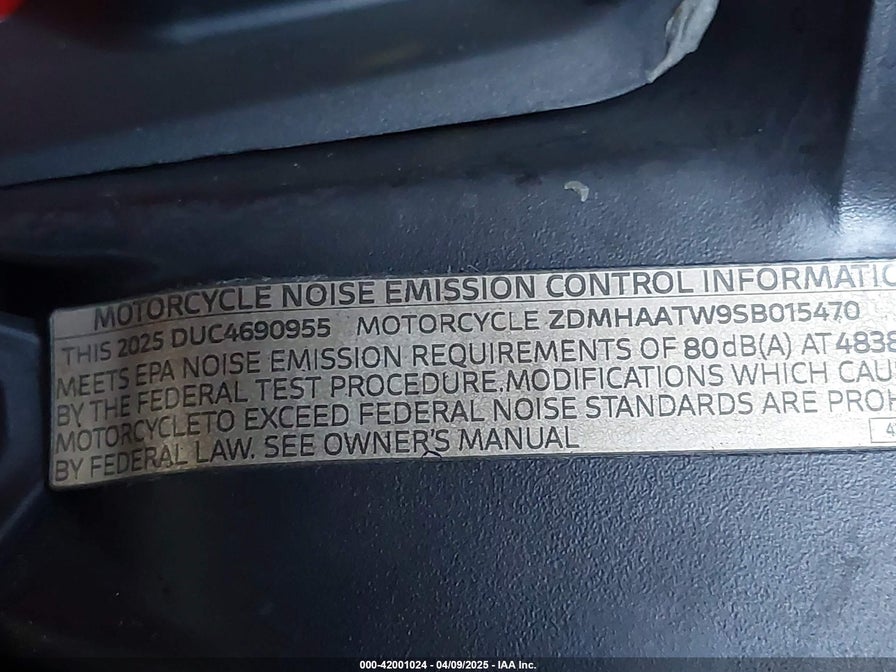 MOTORCYCLE NOISE EMISSION CONTROL INFORMATIO
THIS 2025 DUC4690955 MOTORCYCLE ZDMHAATW9SB015470
MEETS EPA NOISE EMISSION REQUIREMENTS OF 80dB(A) AT 4838
BY THE FEDERAL TEST PROCEDURE.MODIFICATIONS WHICH CAU
MOTORCYCLETO EXCEED FEDERAL NOISE STANDARDS ARE PROH
BY FEDERAL LAW. SEE OWNER'S MANUAL
000-42001024 / 04/09/2025 - IAA Inc.